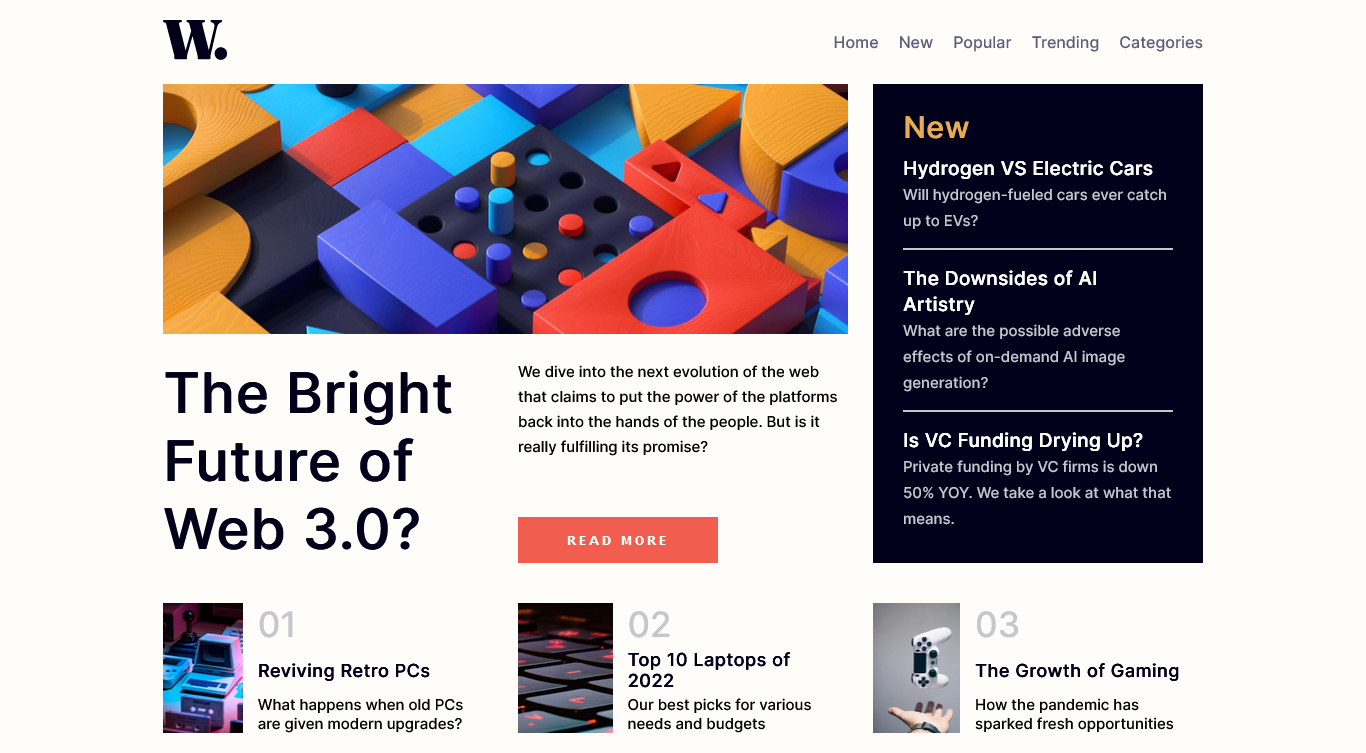 W.
Home New Popular Trending Categories
New
Hydrogen VS Electric Cars
Will hydrogen-fueled cars ever catch
up to EVs?
The Downsides of AI
Artistry
What are the possible adverse
effects of on-demand AI image
generation?
Is VC Funding Drying Up?
Private funding by VC firms is down
50% YOY. We take a look at what that
means.
The Bright
Future of
Web 3.0?
We dive into the next evolution of the web
that claims to put the power of the platforms
back into the hands of the people. But is it
really fulfilling its promise?
READ MORE
01
Reviving Retro PCs
What happens when old PCs
are given modern upgrades?
02
Top 10 Laptops of
2022
Our best picks for various
needs and budgets
03
The Growth of Gaming
How the pandemic has
sparked fresh opportunities